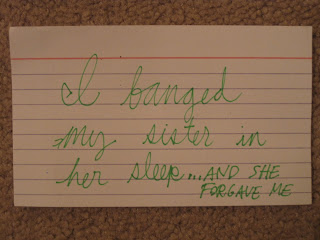 I banged
my sister in
her sleep...AND SHE
FORGAVE ME